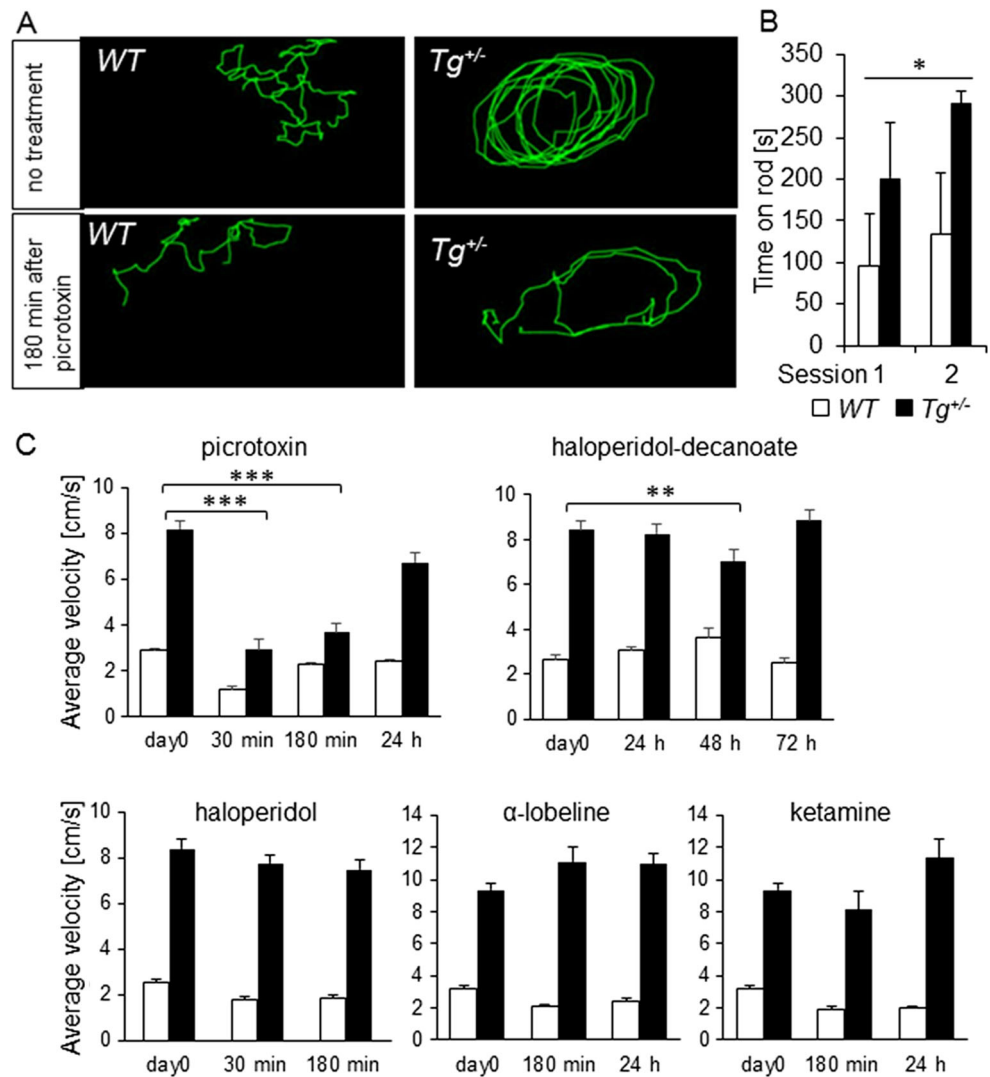 A
no treatment
WT
Tg+/-
180 min after
picrotoxin
WT
Tg+/-
B
350
300
250
200
150
100
50
0
Time on rod [s]
*
Session 1 2
WT Tg+/-
C
picrotoxin
Average velocity [cm/s]
10
8
6
4
2
0
***
***
day0 30 min 180 min 24 h
haloperidol-decanoate
10
8
6
4
2
0
**
day0 24 h 48 h 72 h
haloperidol
Average velocity [cm/s]
10
8
6
4
2
0
day0 30 min 180 min
α-lobeline
14
12
10
8
6
4
2
0
day0 180 min 24 h
ketamine
14
12
10
8
6
4
2
0
day0 180 min 24 h